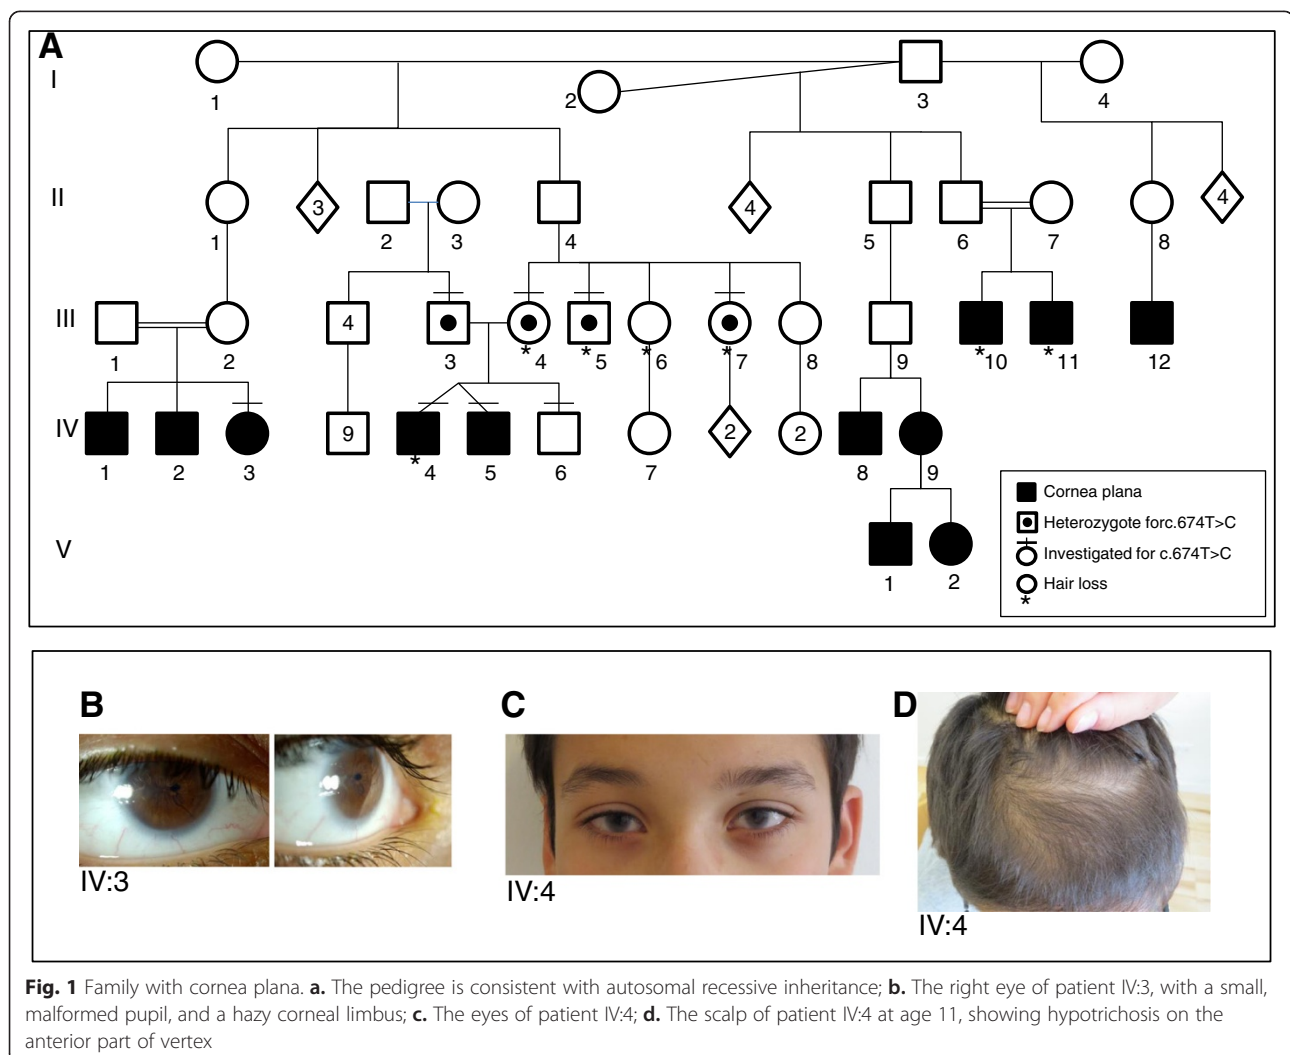 A
I
1
2
3
4
II
1
3
2
3
4
4
5
6
7
8
4
III
1
2
4
3
*4
*5
*6
*7
8
9
*10
*11
12
IV
1
2
3
9
*4
5
6
7
2
2
8
9
V
1
2
Cornea plana
Heterozygote forc.674T>C
Investigated for c.674T>C
Hair loss
*
B
C
D
IV:3
IV:4
IV:4
Fig. 1 Family with cornea plana. a. The pedigree is consistent with autosomal recessive inheritance; b. The right eye of patient IV:3, with a small,
malformed pupil, and a hazy corneal limbus; c. The eyes of patient IV:4; d. The scalp of patient IV:4 at age 11, showing hypotrichosis on the
anterior part of vertex